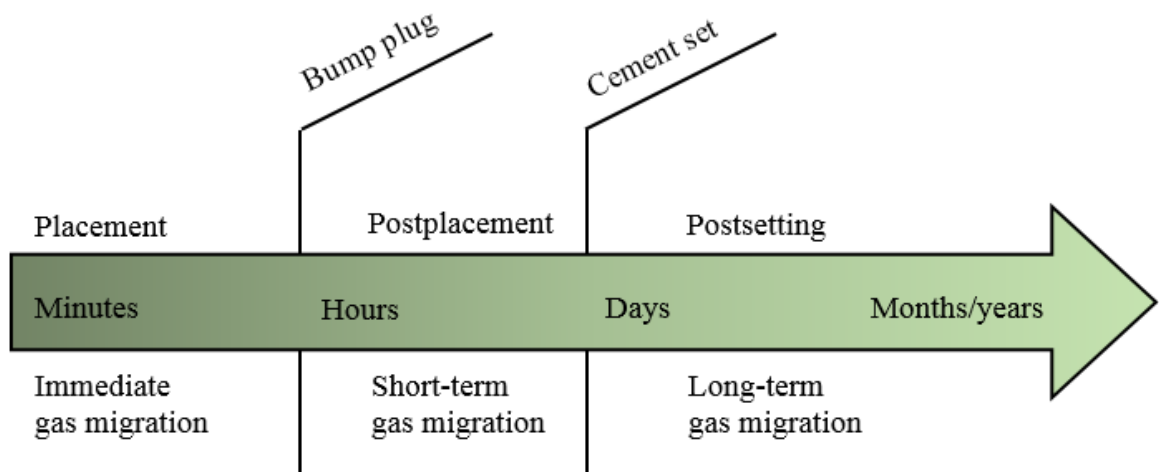 Bump plug
Cement set
Placement
Postplacement
Postsetting
Minutes
Hours
Days
Months/years
Immediate
gas migration
Short-term
gas migration
Long-term
gas migration